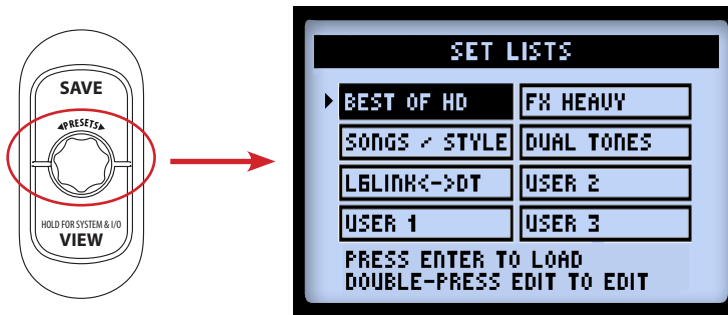 SAVE
◂PRESETS▸
HOLD FOR SYSTEM & I/O
VIEW
SET LISTS
BEST OF HD
FX HEAVY
SONGS / STYLE
DUAL TONES
L6LINK<->DT
USER 2
USER 1
USER 3
PRESS ENTER TO LOAD
DOUBLE-PRESS EDIT TO EDIT